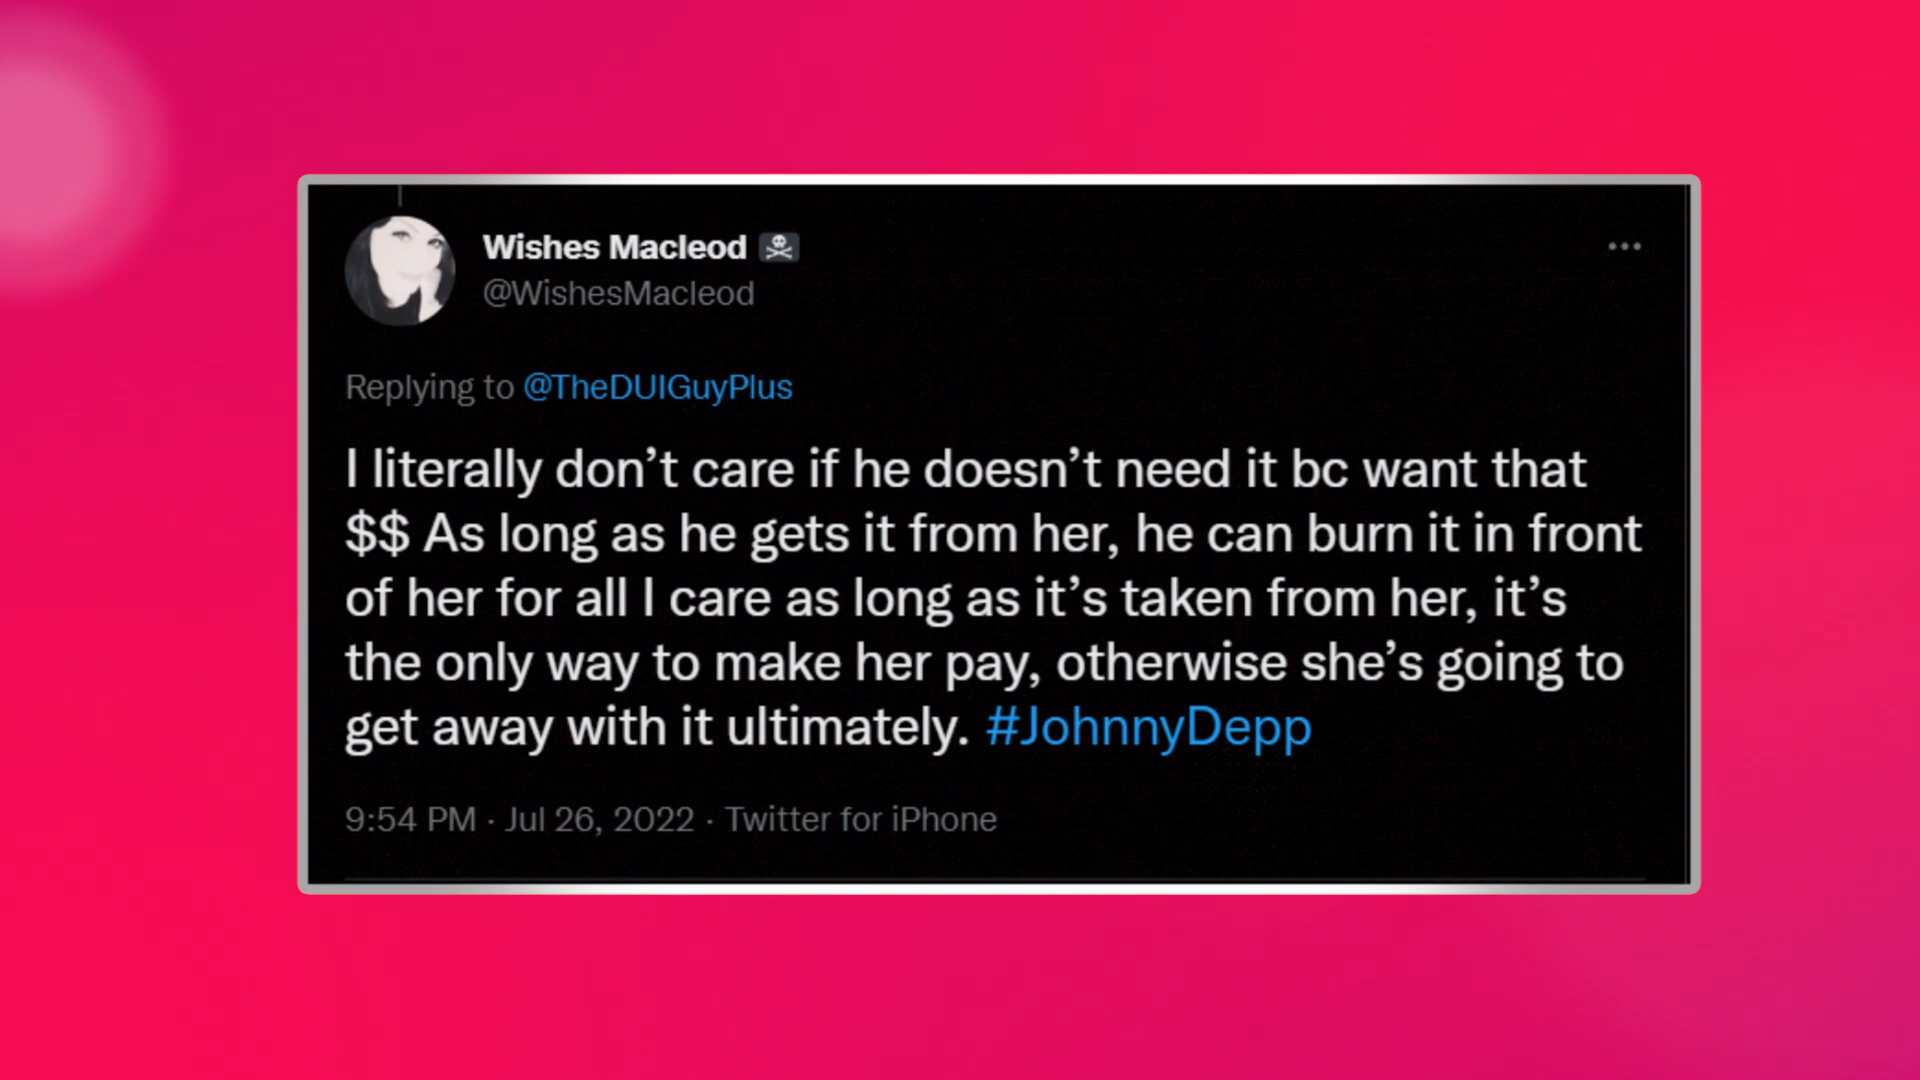 Wishes Macleod ☠
@WishesMacleod
Replying to @TheDUIGuyPlus
I literally don’t care if he doesn’t need it bc want that
$$ As long as he gets it from her, he can burn it in front
of her for all I care as long as it’s taken from her, it’s
the only way to make her pay, otherwise she’s going to
get away with it ultimately. #JohnnyDepp
9:54 PM · Jul 26, 2022 · Twitter for iPhone